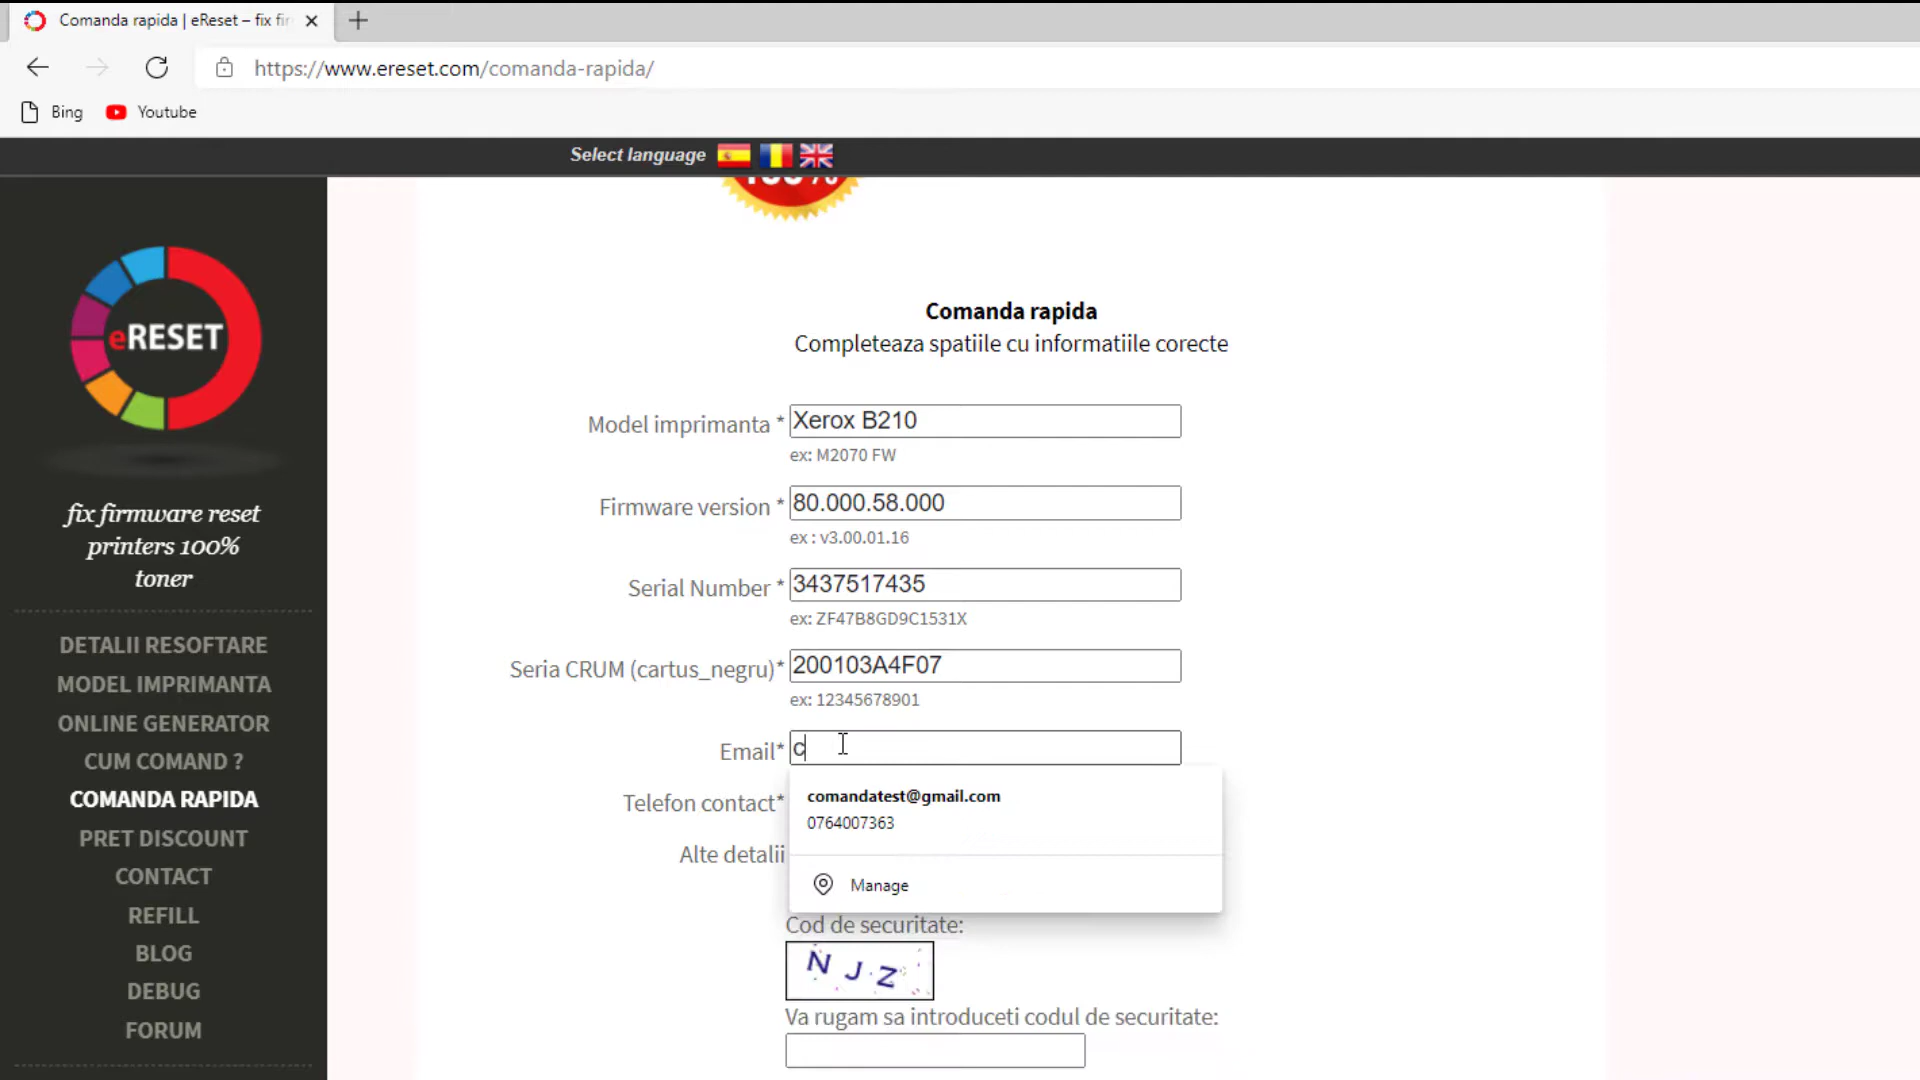 Comanda rapida | eReset – fix fir
https://www.ereset.com/comanda-rapida/
Bing
Youtube
Select language
100%
eRESET
fix firmware reset
printers 100%
toner
DETALII RESOFTARE
MODEL IMPRIMANTA
ONLINE GENERATOR
CUM COMAND ?
COMANDA RAPIDA
PRET DISCOUNT
CONTACT
REFILL
BLOG
DEBUG
FORUM
Comanda rapida
Completeaza spatiile cu informatiile corecte
Model imprimanta * Xerox B210
ex: M2070 FW
Firmware version * 80.000.58.000
ex : v3.00.01.16
Serial Number * 3437517435
ex: ZF47B8GD9C1531X
Seria CRUM (cartus_negru)* 200103A4F07
ex: 12345678901
Email* c
comandatest@gmail.com
0764007363
Manage
Telefon contact*
Alte detalii
Cod de securitate:
N J Z
Va rugam sa introduceti codul de securitate: